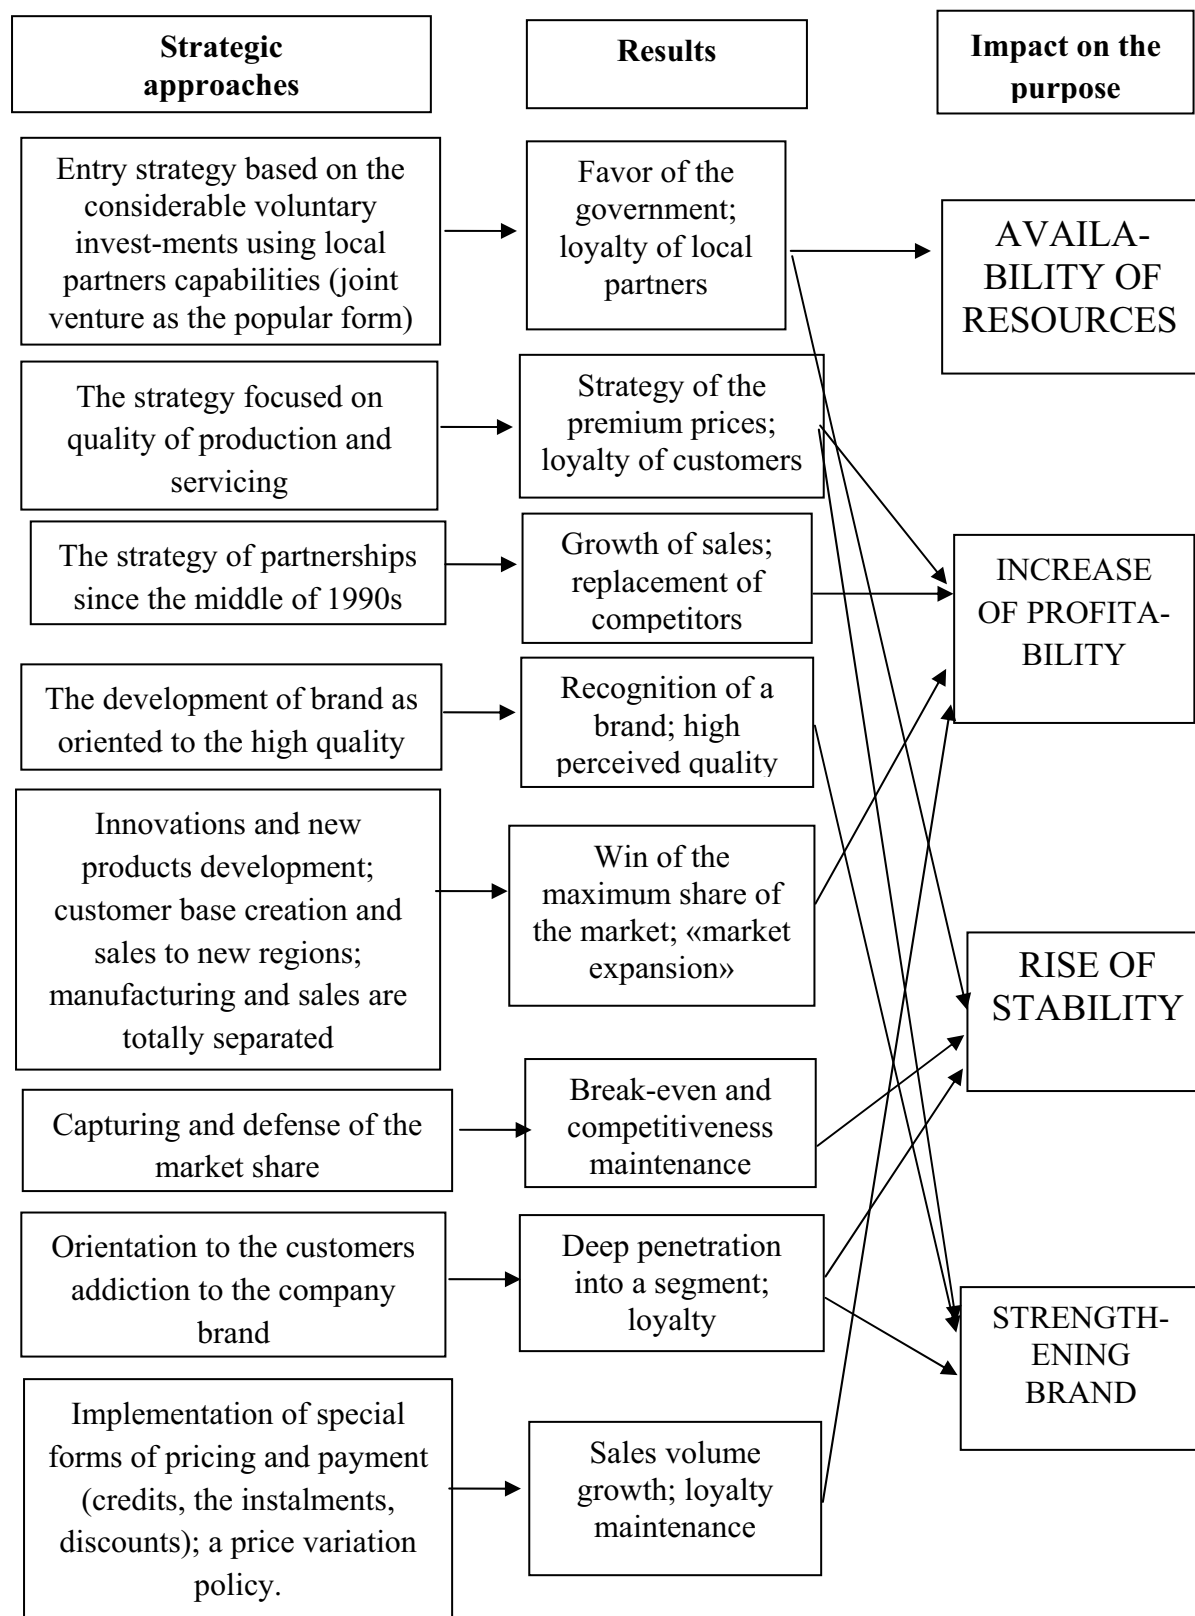 Strategic
approaches
Results
Impact on the
purpose
Entry strategy based on the
considerable voluntary
invest-ments using local
partners capabilities (joint
venture as the popular form)
Favor of the
government;
loyalty of local
partners
AVAILA-
BILITY OF
RESOURCES
The strategy focused on
quality of production and
servicing
Strategy of the
premium prices;
loyalty of customers
The strategy of partnerships
since the middle of 1990s
Growth of sales;
replacement of
competitors
INCREASE
OF PROFITA-
BILITY
The development of brand as
oriented to the high quality
Recognition of a
brand; high
perceived quality
Innovations and new
products development;
customer base creation and
sales to new regions;
manufacturing and sales are
totally separated
Win of the
maximum share of
the market; «market
expansion»
RISE OF
STABILITY
Capturing and defense of the
market share
Break-even and
competitiveness
maintenance
Orientation to the customers
addiction to the company
brand
Deep penetration
into a segment;
loyalty
STRENGTH-
ENING
BRAND
Implementation of special
forms of pricing and payment
(credits, the instalments,
discounts); a price variation
policy.
Sales volume
growth; loyalty
maintenance